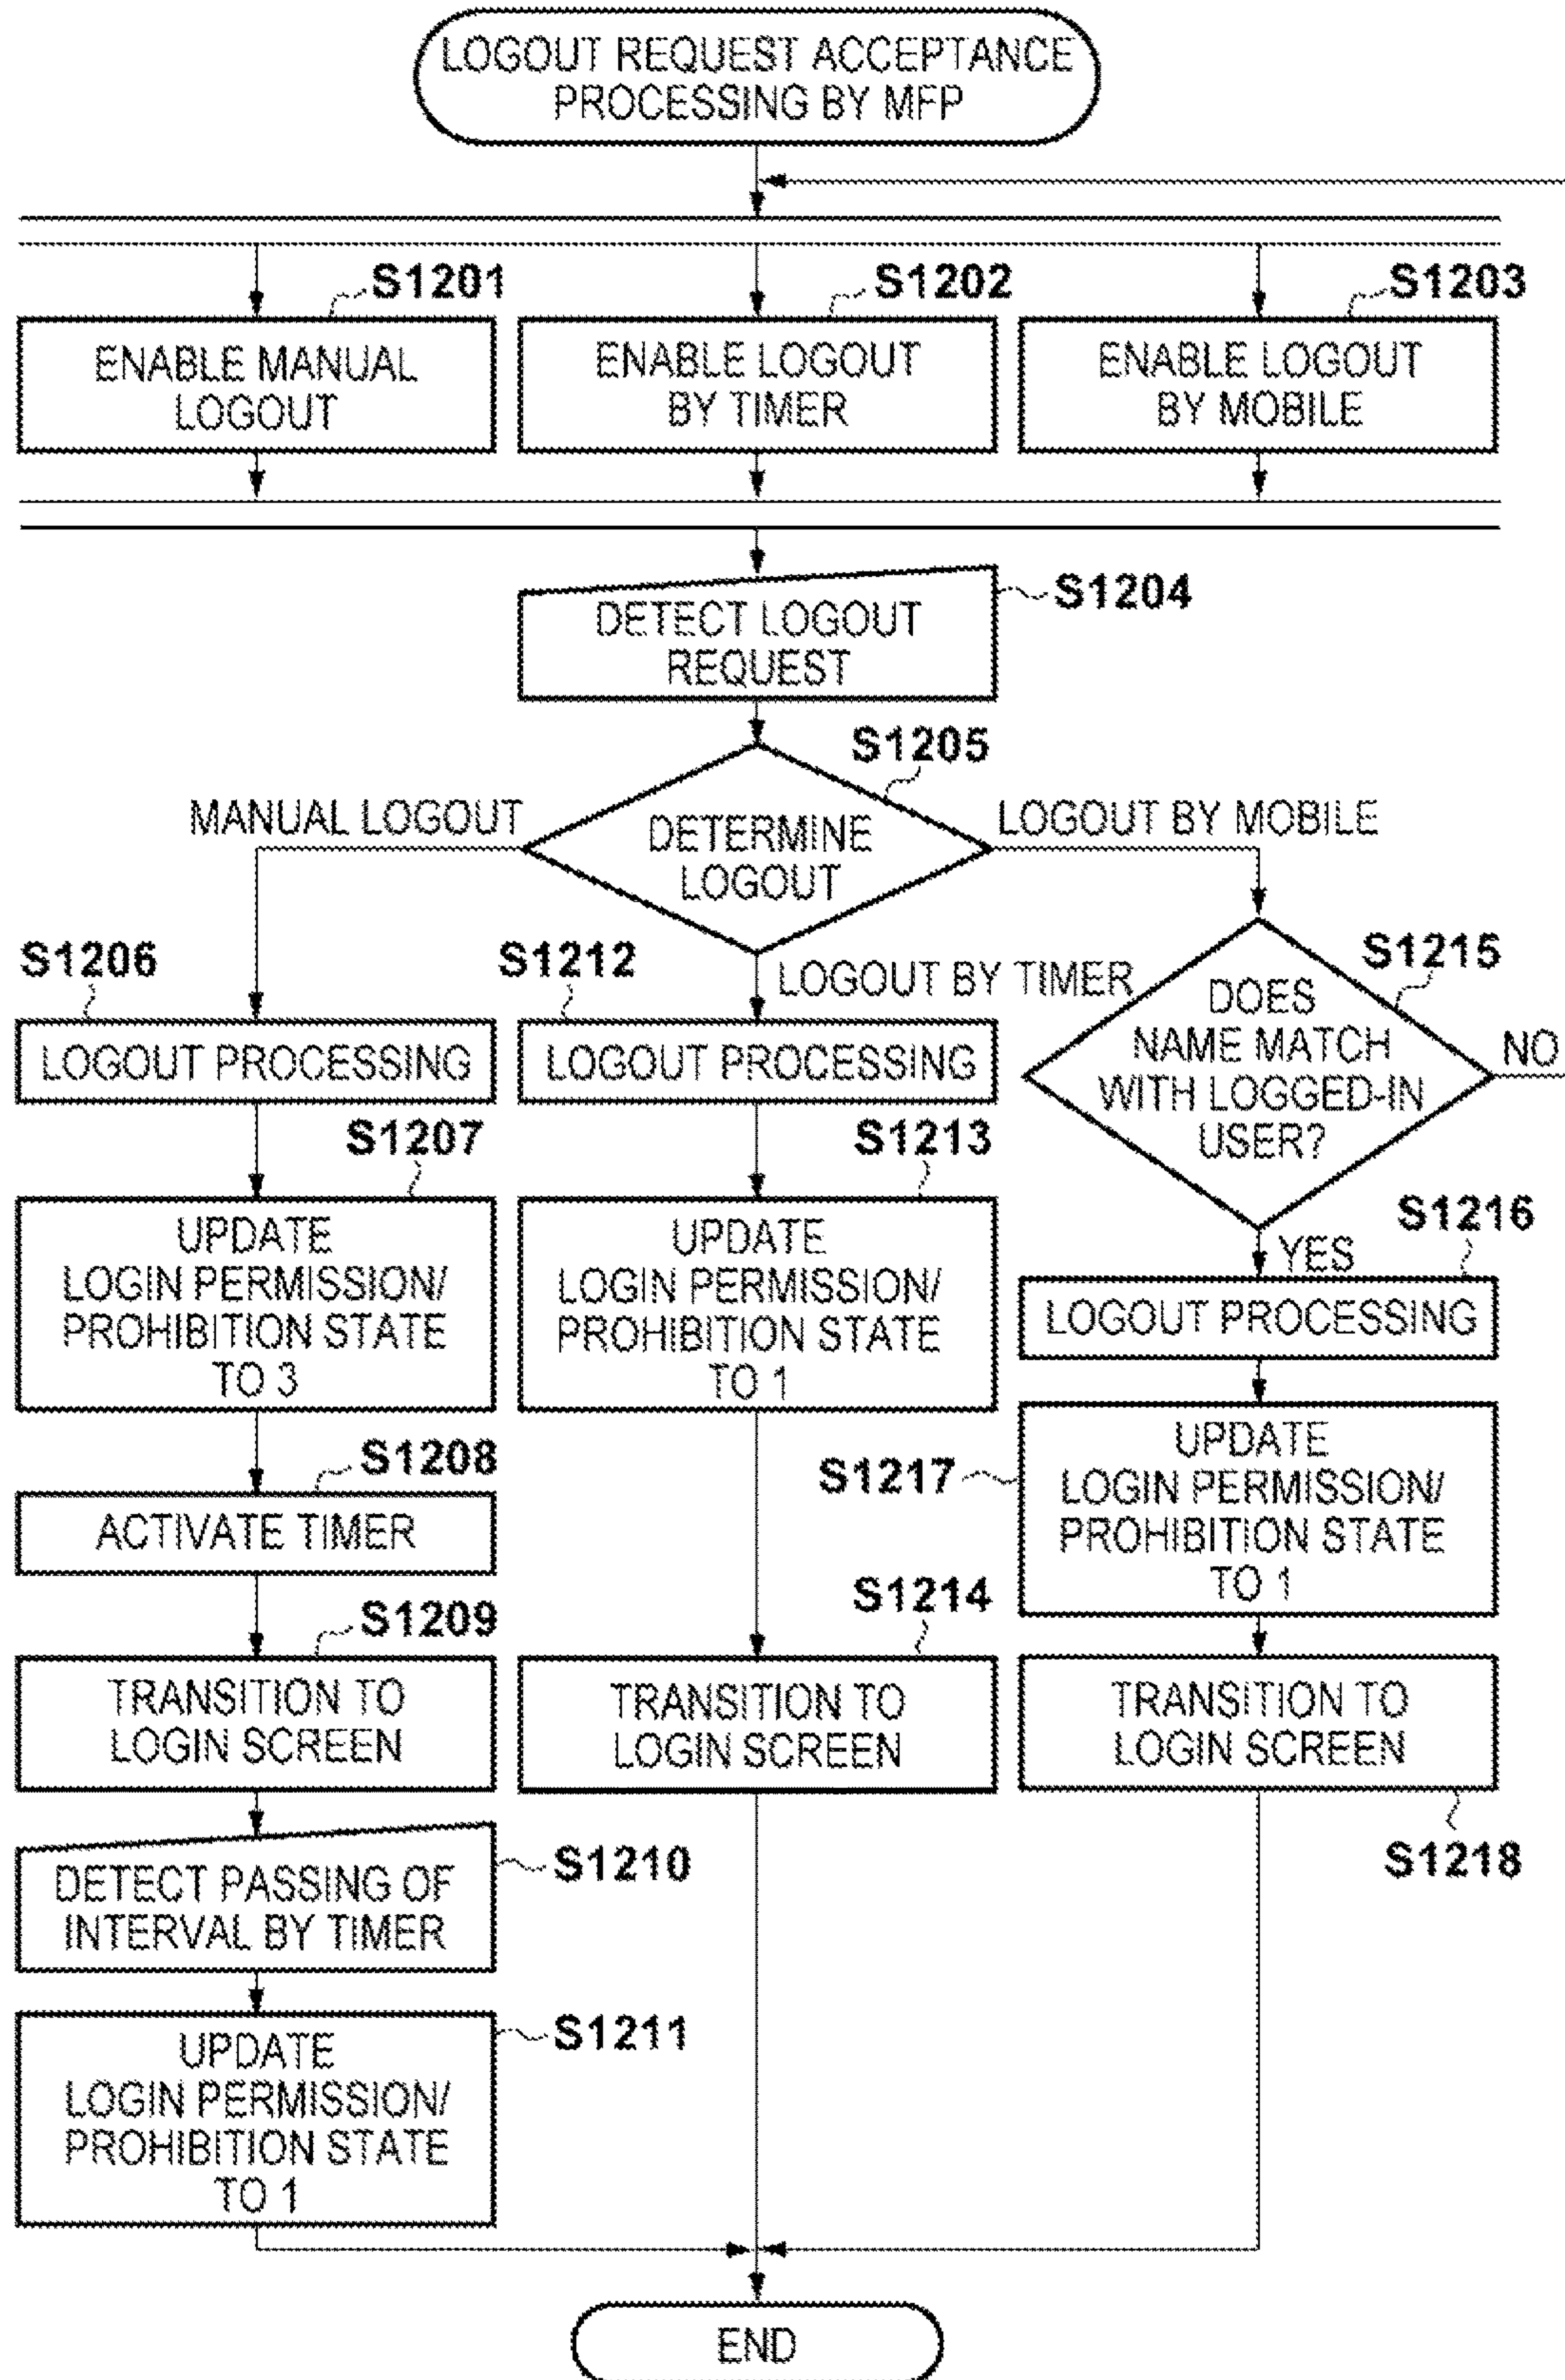 LOGOUT REQUEST ACCEPTANCE
PROCESSING BY MFP
S1201
S1202
S1203
ENABLE MANUAL
LOGOUT
ENABLE LOGOUT
BY TIMER
ENABLE LOGOUT
BY MOBILE
S1204
DETECT LOGOUT
REQUEST
S1205
MANUAL LOGOUT
DETERMINE
LOGOUT
LOGOUT BY MOBILE
LOGOUT BY TIMER
S1206
LOGOUT PROCESSING
S1207
UPDATE
LOGIN PERMISSION/
PROHIBITION STATE
TO 3
S1208
ACTIVATE TIMER
S1209
TRANSITION TO
LOGIN SCREEN
S1210
DETECT PASSING OF
INTERVAL BY TIMER
S1211
UPDATE
LOGIN PERMISSION/
PROHIBITION STATE
TO 1
S1212
LOGOUT PROCESSING
S1213
UPDATE
LOGIN PERMISSION/
PROHIBITION STATE
TO 1
S1214
TRANSITION TO
LOGIN SCREEN
S1215
DOES
NAME MATCH
WITH LOGGED-IN
USER?
NO
YES
S1216
LOGOUT PROCESSING
S1217
UPDATE
LOGIN PERMISSION/
PROHIBITION STATE
TO 1
TRANSITION TO
LOGIN SCREEN
S1218
END